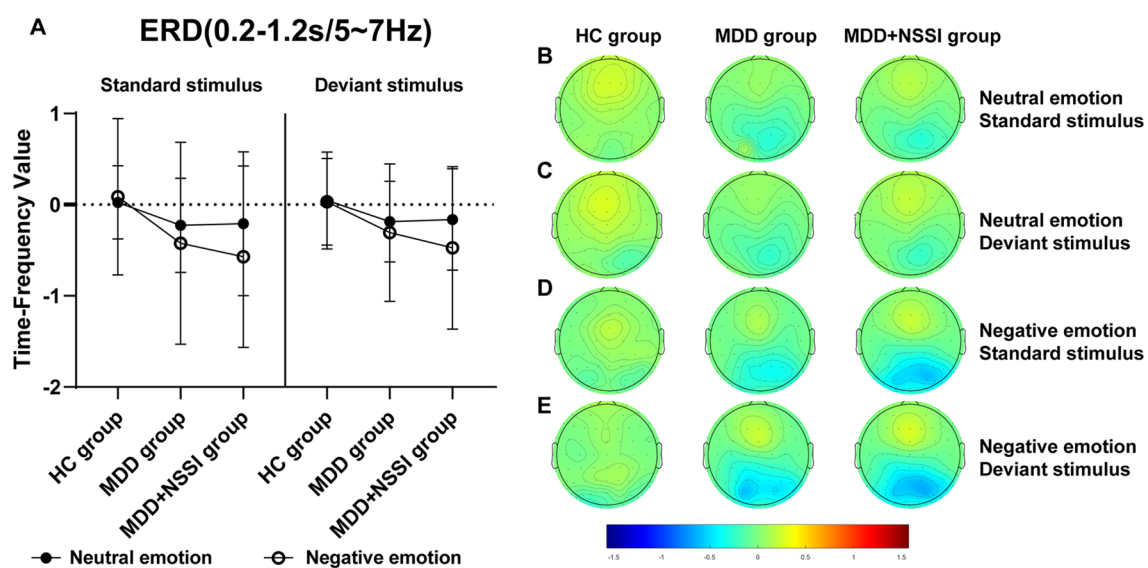 A
ERD(0.2-1.2s/5~7Hz)
Standard stimulus
Deviant stimulus
Time-Frequency Value
1
0
-1
-2
HC group
MDD group
MDD+NSSI group
HC group
MDD group
MDD+NSSI group
Neutral emotion
Negative emotion
HC group
MDD group
MDD+NSSI group
B
Neutral emotion
Standard stimulus
C
Neutral emotion
Deviant stimulus
D
Negative emotion
Standard stimulus
E
Negative emotion
Deviant stimulus
-1.5
-1
-0.5
0
0.5
1
1.5